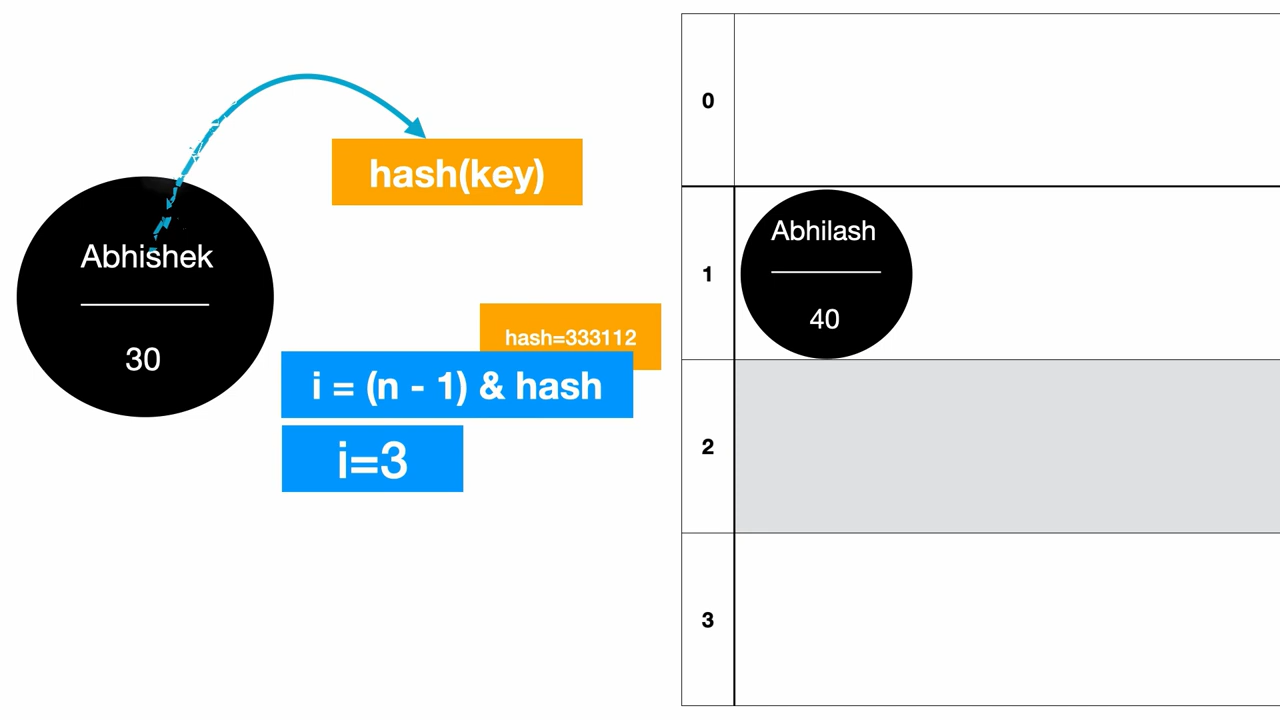 hash(key)
Abhishek
30
hash=333112
i = (n - 1) & hash
i=3
0
1
Abhilash
40
2
3